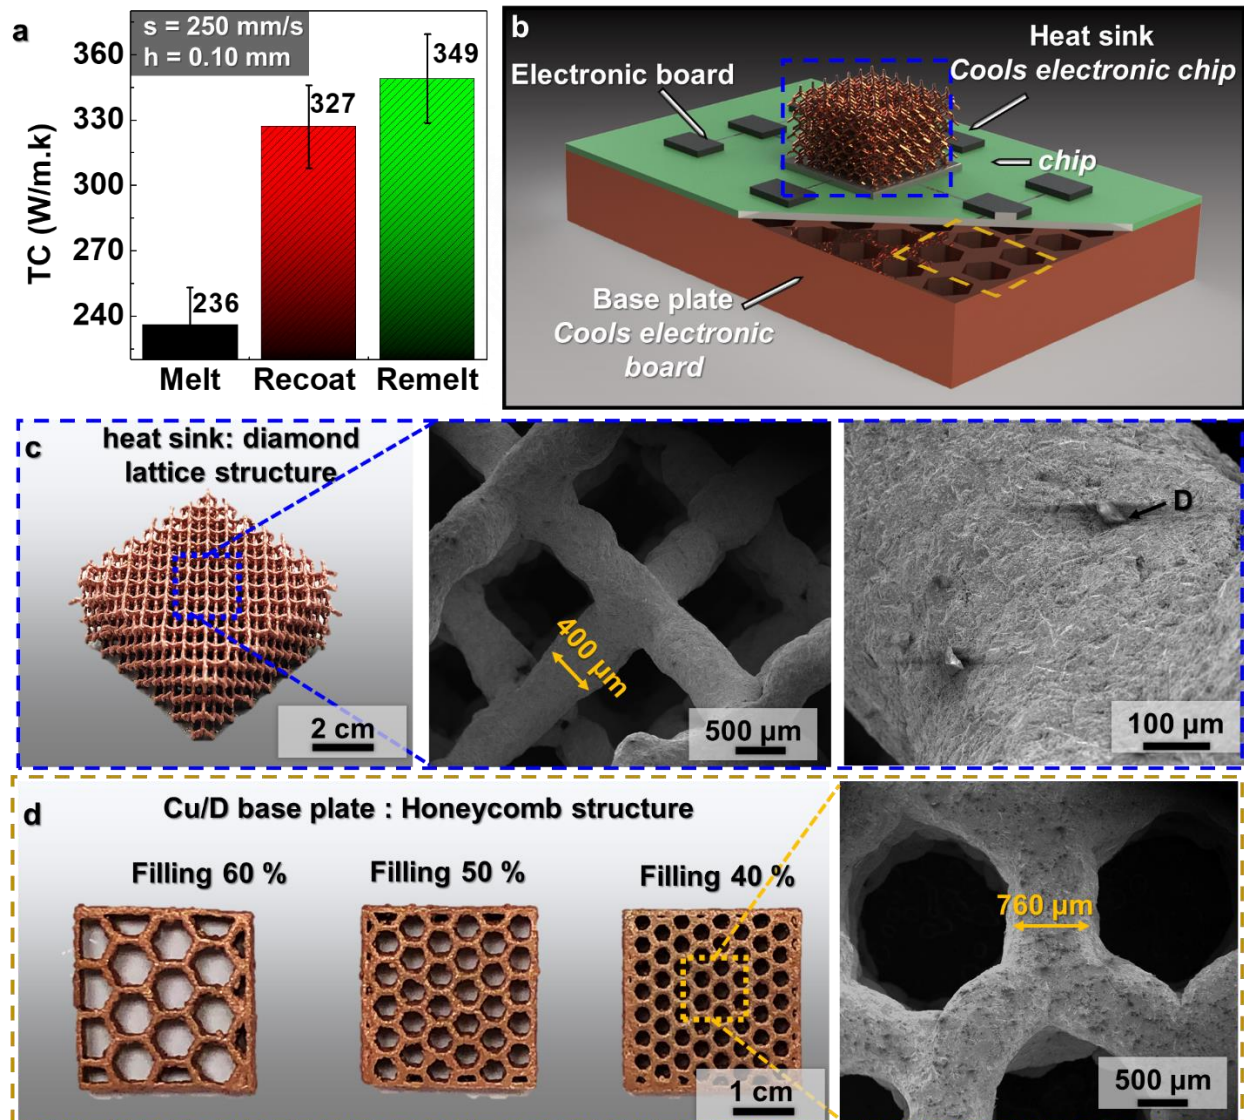 a
s = 250 mm/s
h = 0.10 mm
TC (W/m.k)
360
330
300
270
240
236
327
349
Melt
Recoat
Remelt
b
Electronic board
Heat sink
Cools electronic chip
chip
Base plate
Cools electronic
board
c
heat sink: diamond
lattice structure
2 cm
400 µm
500 µm
D
100 µm
d
Cu/D base plate : Honeycomb structure
Filling 60 %
Filling 50 %
Filling 40 %
1 cm
760 µm
500 µm